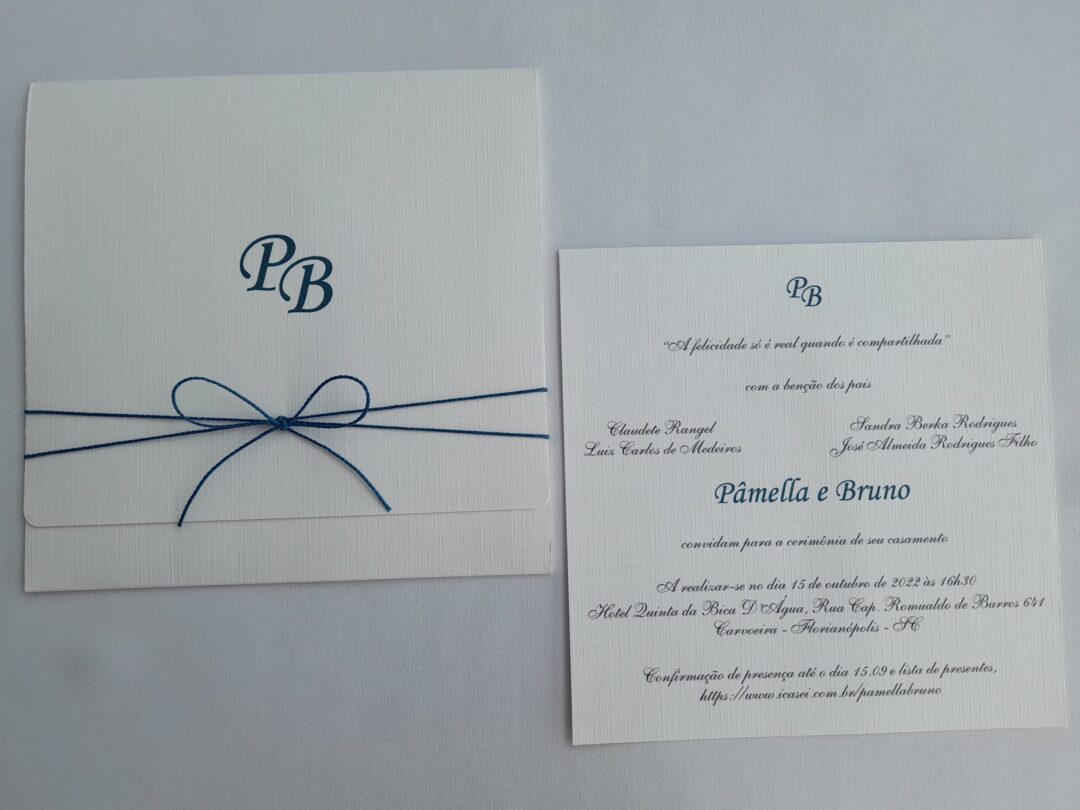 PB
PB
"A felicidade só é real quando é compartilhada"
com a benção dos pais
Claudete Rangel
Luiz Carlos de Medeiros
Sandra Berka Rodrigues
José Almeida Rodrigues Filho
Pâmella e Bruno
convidam para a cerimônia de seu casamento
A realizar-se no dia 15 de outubro de 2022 às 16h30
Hotel Quinta da Bica D'Água, Rua Cap. Romualdo de Barros 641
Carvoeira - Florianópolis - SC
Confirmação de presença até o dia 15.09 e lista de presentes,
https://www.icasei.com.br/pamellabruno